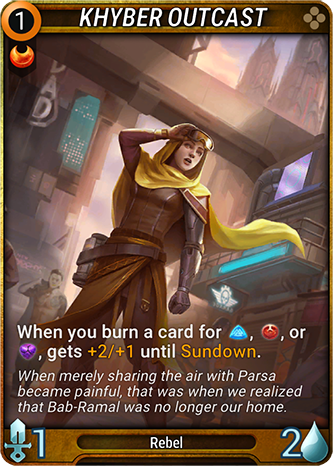 1
KHYBER OUTCAST
When you burn a card for , , or
, gets +2/+1 until Sundown.
When merely sharing the air with Parsa
became painful, that was when we realized
that Bab-Ramal was no longer our home.
1
Rebel
2